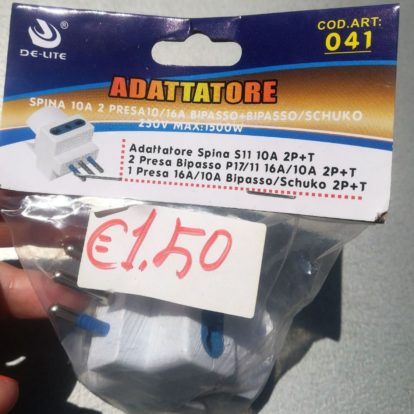 DE-LITE
COD.ART:
041
ADATTATORE
SPINA 10A 2 PRESA10/16A BIPASSO+BIPASSO/SCHUKO
250V MAX:1500W
Adattatore Spina S11 10A 2P+T
2 Presa Bipasso P17/11 16A/10A 2P+T
1 Presa 16A/10A Bipasso/Schuko 2P+T
€1.50